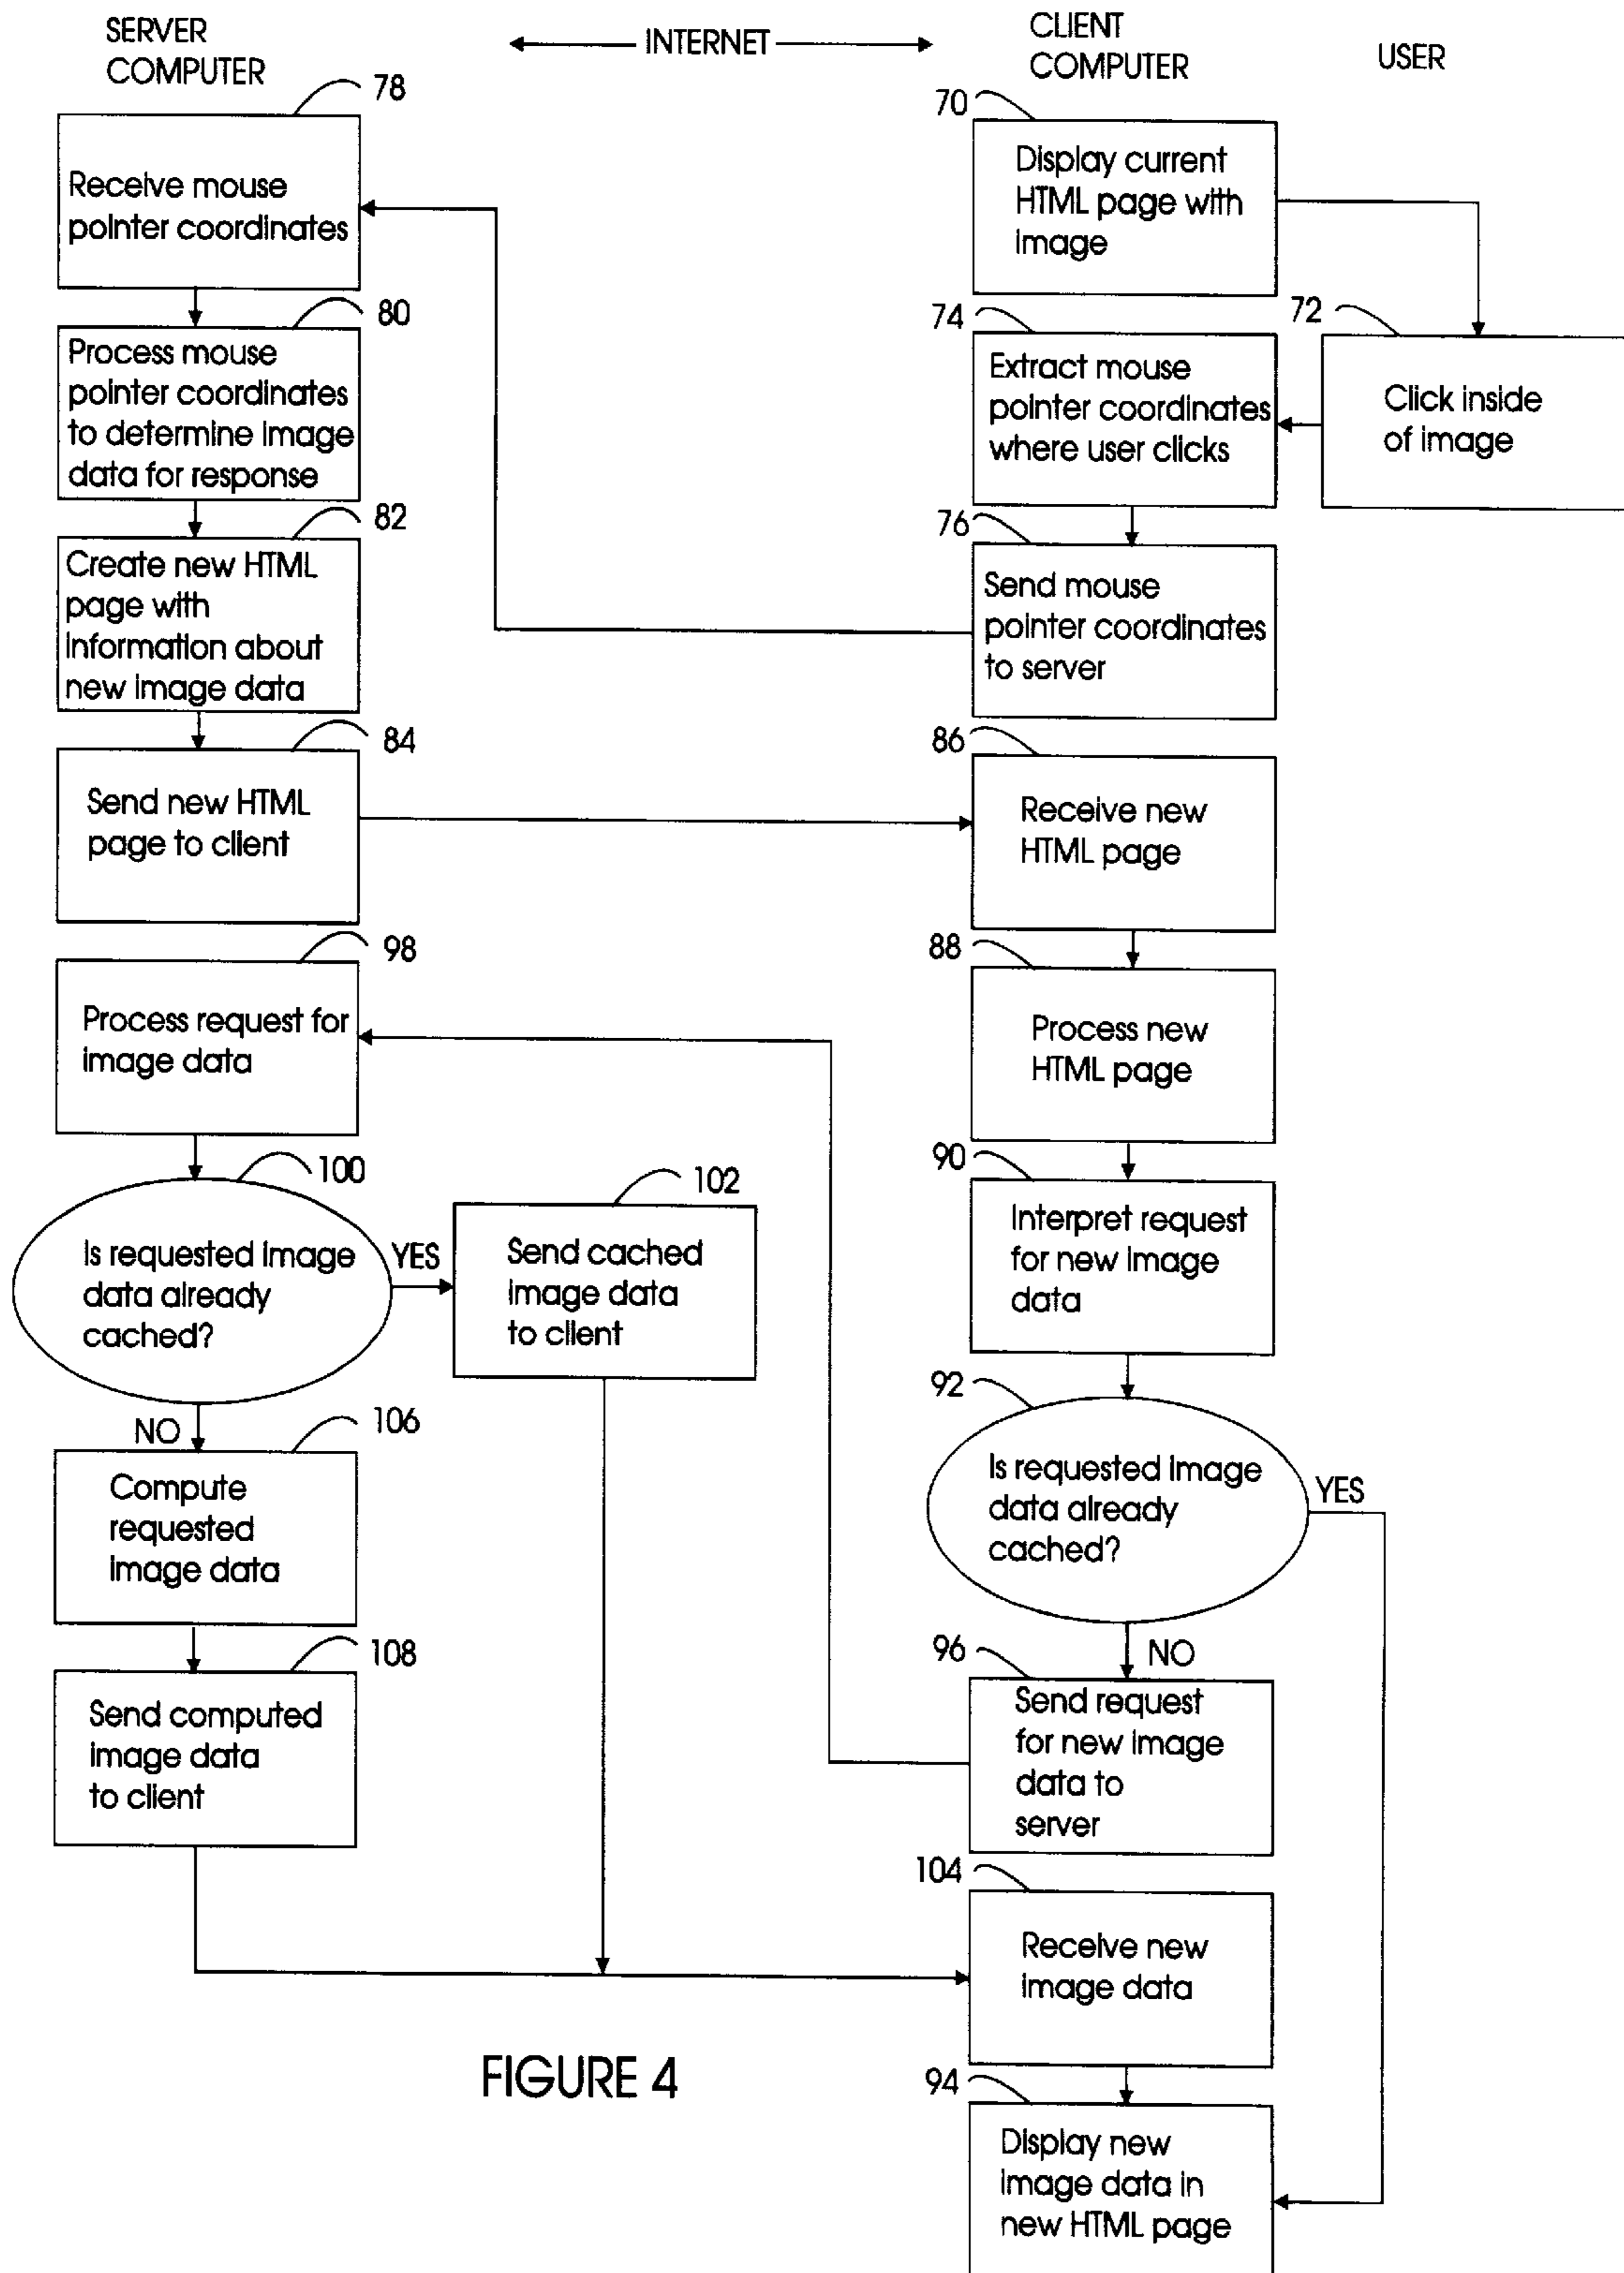 SERVER
COMPUTER
INTERNET
CLIENT
COMPUTER
USER
78
Receive mouse
pointer coordinates
70
Display current
HTML page with
image
72
Click inside
of image
74
Extract mouse
pointer coordinates
where user clicks
76
Send mouse
pointer coordinates
to server
80
Process mouse
pointer coordinates
to determine image
data for response
82
Create new HTML
page with
information about
new image data
84
Send new HTML
page to client
86
Receive new
HTML page
88
Process new
HTML page
90
Interpret request
for new image
data
92
Is requested image
data already
cached?
YES
NO
96
Send request
for new image
data to
server
98
Process request for
image data
100
Is requested image
data already
cached?
YES
102
Send cached
image data
to client
NO
106
Compute
requested
image data
108
Send computed
image data
to client
104
Receive new
image data
94
Display new
image data in
new HTML page
FIGURE 4